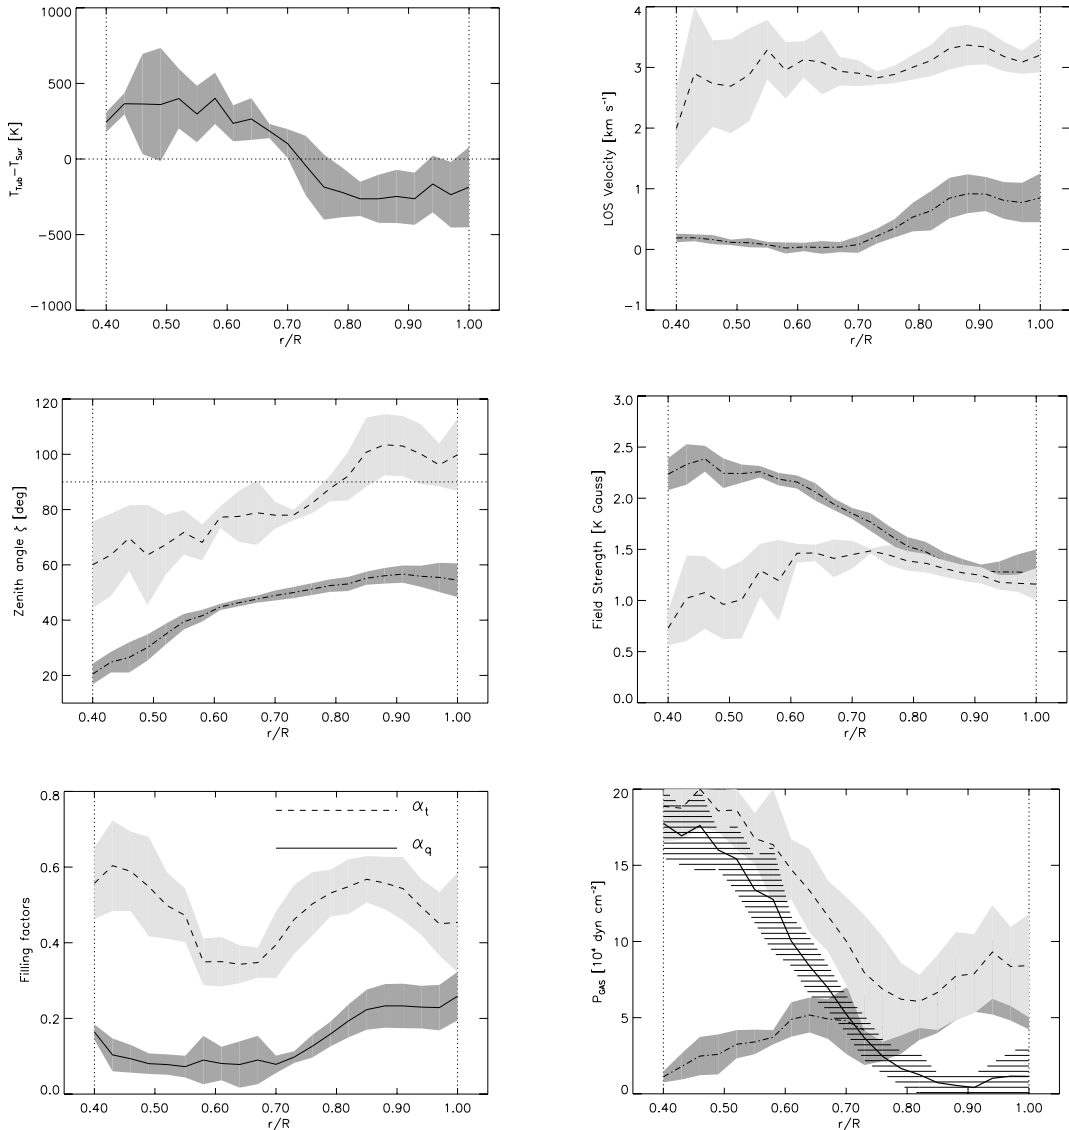 1000
500
0
−500
−1000
T_Tub−T_Sur [K]
0.40 0.50 0.60 0.70 0.80 0.90 1.00
r/R
4
3
2
1
0
−1
LOS Velocity [km s⁻¹]
0.40 0.50 0.60 0.70 0.80 0.90 1.00
r/R
120
100
80
60
40
20
Zenith angle ζ [deg]
0.40 0.50 0.60 0.70 0.80 0.90 1.00
r/R
3.0
2.5
2.0
1.5
1.0
0.5
0.0
Field Strength [K Gauss]
0.40 0.50 0.60 0.70 0.80 0.90 1.00
r/R
0.8
0.6
0.4
0.2
0.0
Filling factors
α_t
α_q
0.40 0.50 0.60 0.70 0.80 0.90 1.00
r/R
20
15
10
5
0
P_GAS [10⁴ dyn cm⁻²]
0.40 0.50 0.60 0.70 0.80 0.90 1.00
r/R